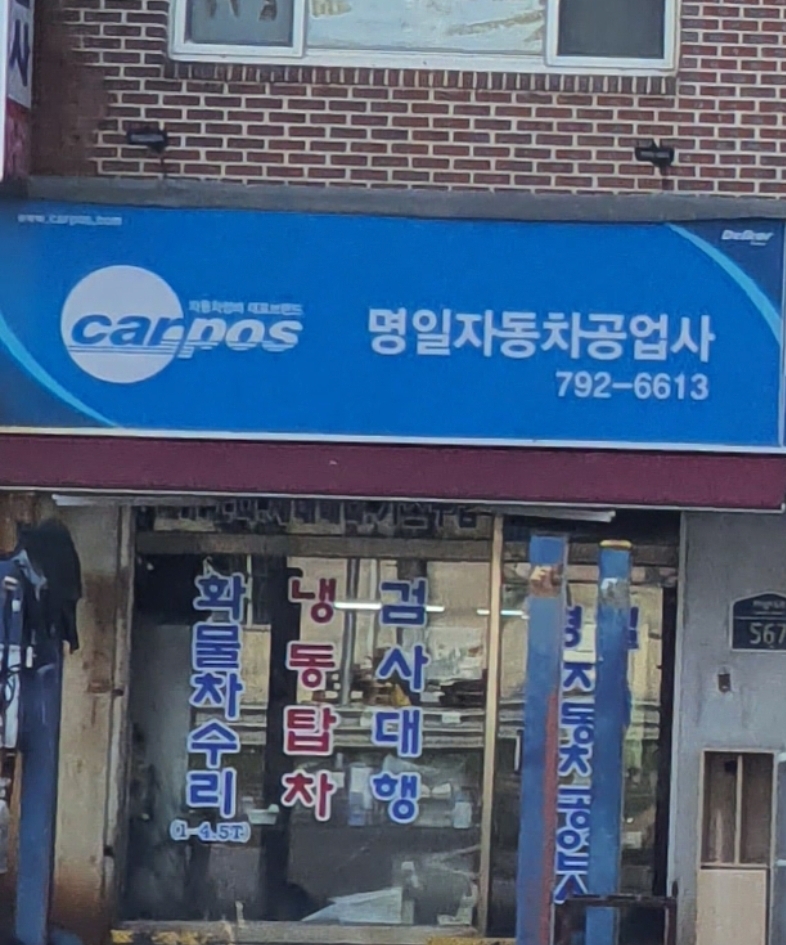 www.carpos.com
Delkor
자동차정비 대표브랜드
carpos
명일자동차공업사
792-6613
화물차수리
(1-4.5T)
냉동탑차
검사대행
567